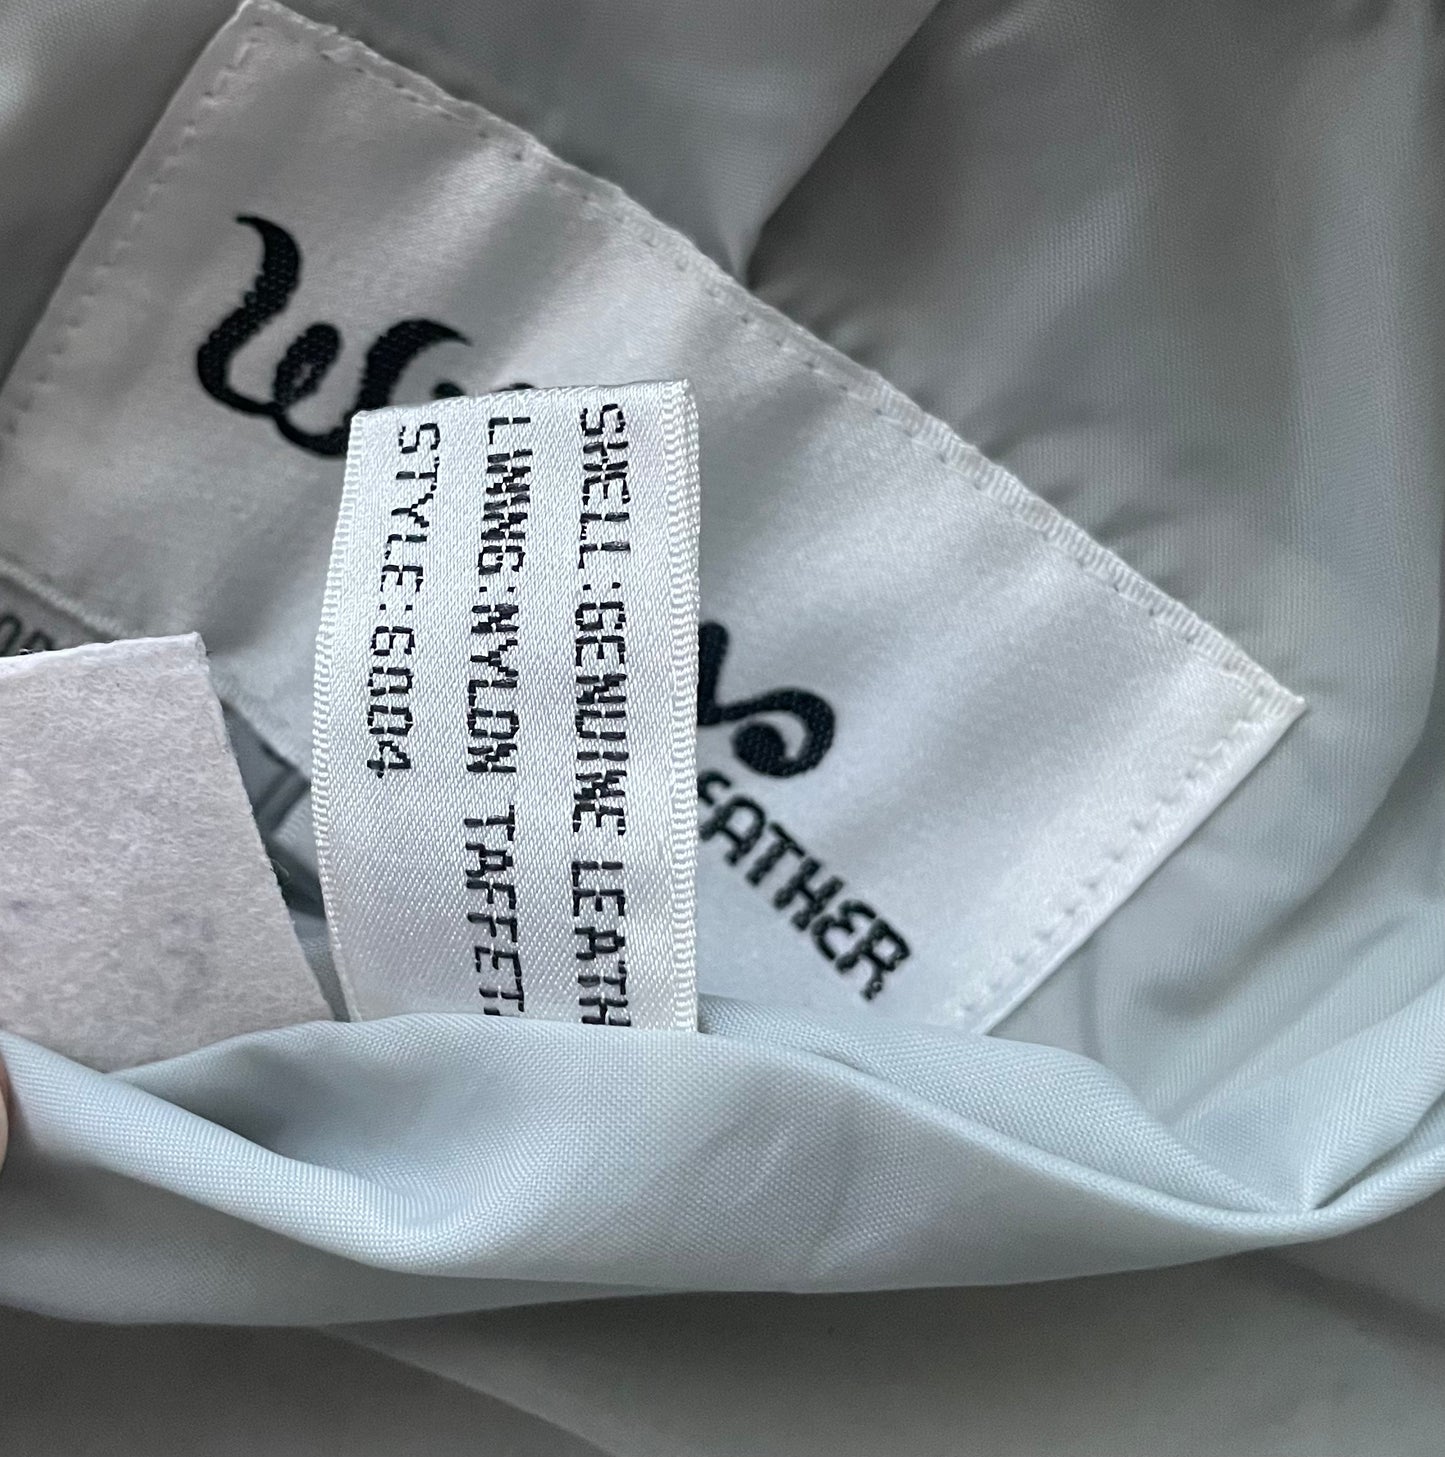 SHELL:GENUINE LEATH
LINING:NYLON TAFFET
STYLE:6004
EATHER